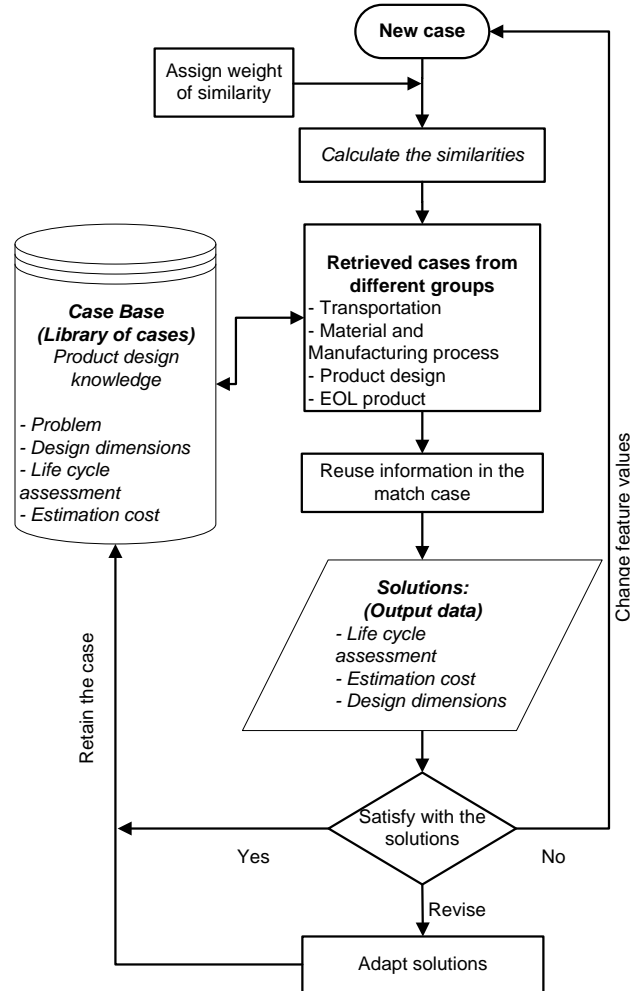 New case
Assign weight
of similarity
Calculate the similarities
Retrieved cases from
different groups
- Transportation
- Material and
Manufacturing process
- Product design
- EOL product
Case Base
(Library of cases)
Product design
knowledge
- Problem
- Design dimensions
- Life cycle
assessment
- Estimation cost
Reuse information in the
match case
Solutions:
(Output data)
- Life cycle
assessment
- Estimation cost
- Design dimensions
Change feature values
Retain the case
Satisfy with the
solutions
Yes
No
Revise
Adapt solutions